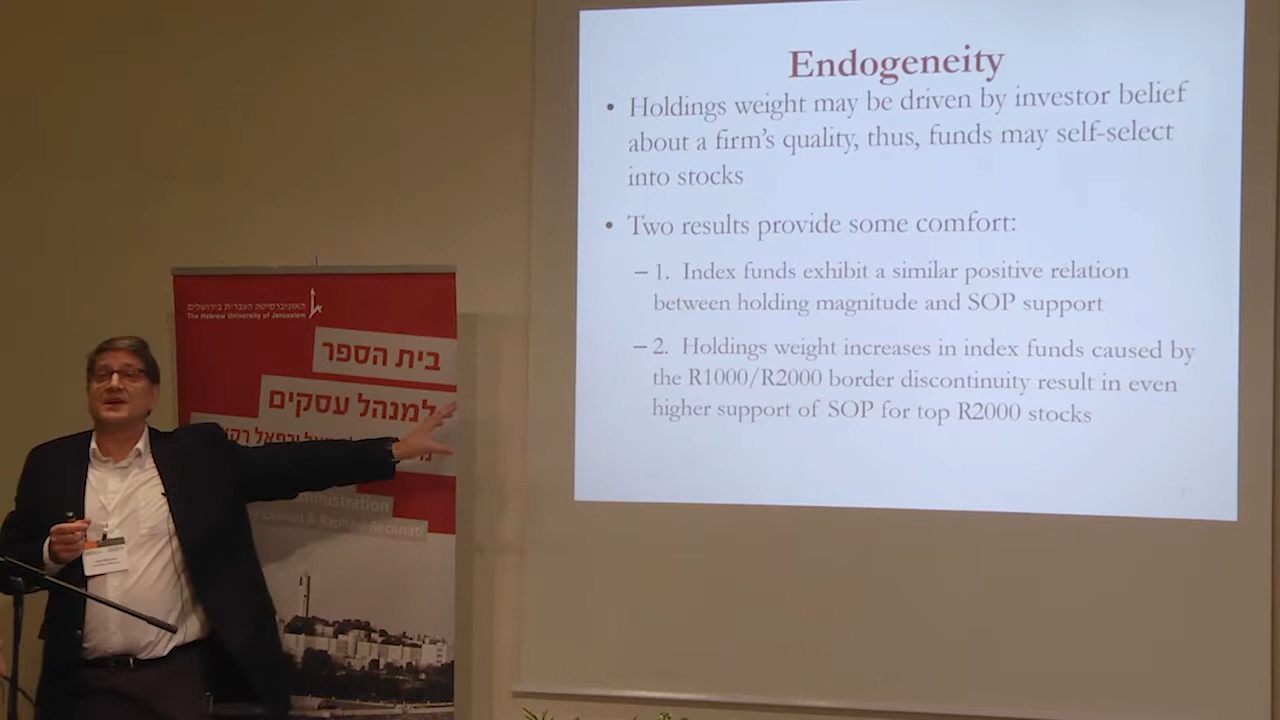 Endogeneity
• Holdings weight may be driven by investor belief
about a firm's quality, thus, funds may self-select
into stocks
• Two results provide some comfort:
– 1. Index funds exhibit a similar positive relation
between holding magnitude and SOP support
– 2. Holdings weight increases in index funds caused by
the R1000/R2000 border discontinuity result in even
higher support of SOP for top R2000 stocks
האוניברסיטה העברית בירושלים
The Hebrew University of Jerusalem
בית הספר
למנהל עסקים
ורפאל
& Raphael Recanati